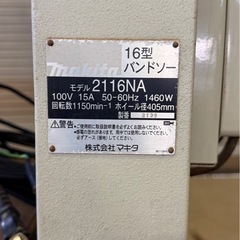 makita
16型
バンドソー
モデル 2116NA
100V 15A 50-60Hz 1460W
回転数1150min-1 ホイール径405mm
製番
警告
株式会社マキタ